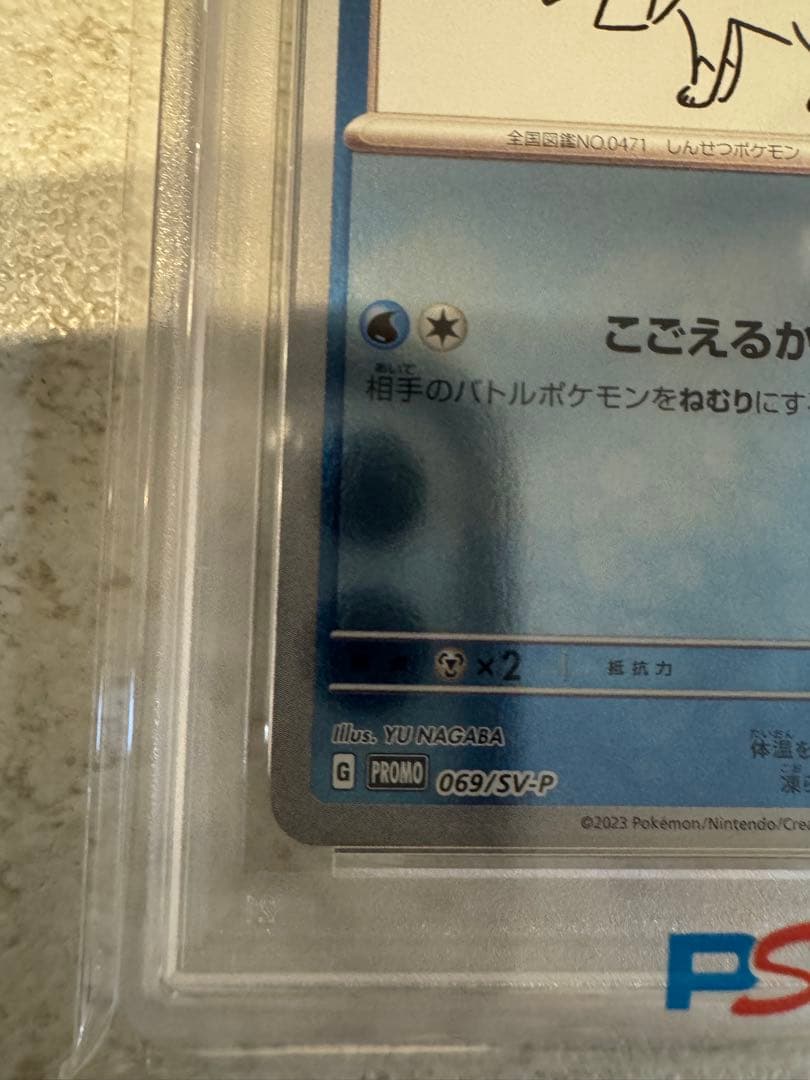 全国図鑑NO.0471 しんせつポケモン
こごえるか
あいて
相手のバトルポケモンをねむりにす
×2 抵抗力
Illus. YU NAGABA
たいおん
体温を
こお
凍ら
G PROMO 069/SV-P
©2023 Pokémon/Nintendo/Crea
PS